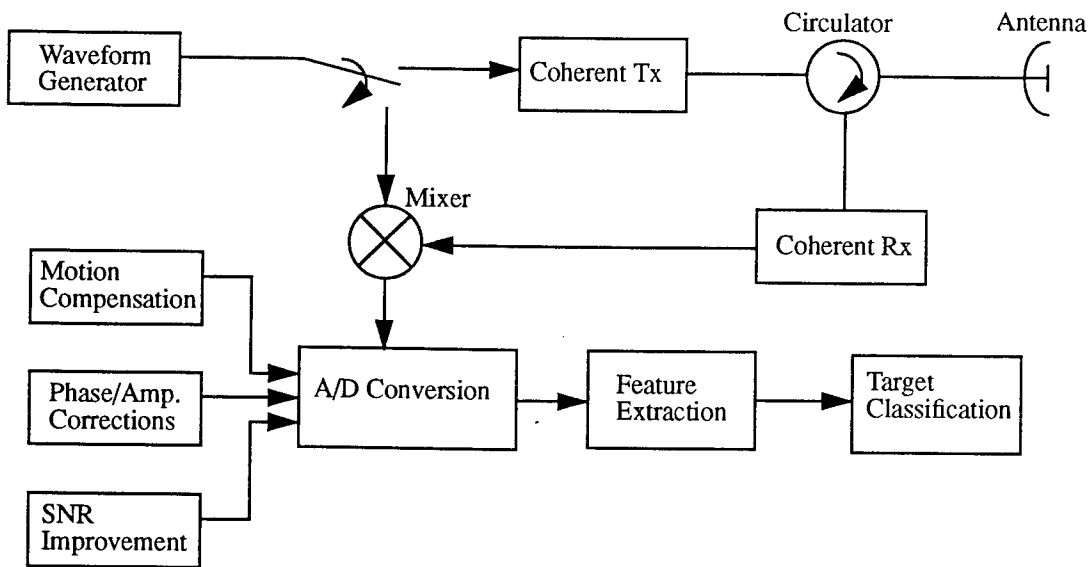 Circulator
Antenna
Waveform
Generator
Coherent Tx
Mixer
Coherent Rx
Motion
Compensation
A/D Conversion
Feature
Extraction
Target
Classification
Phase/Amp.
Corrections
SNR
Improvement